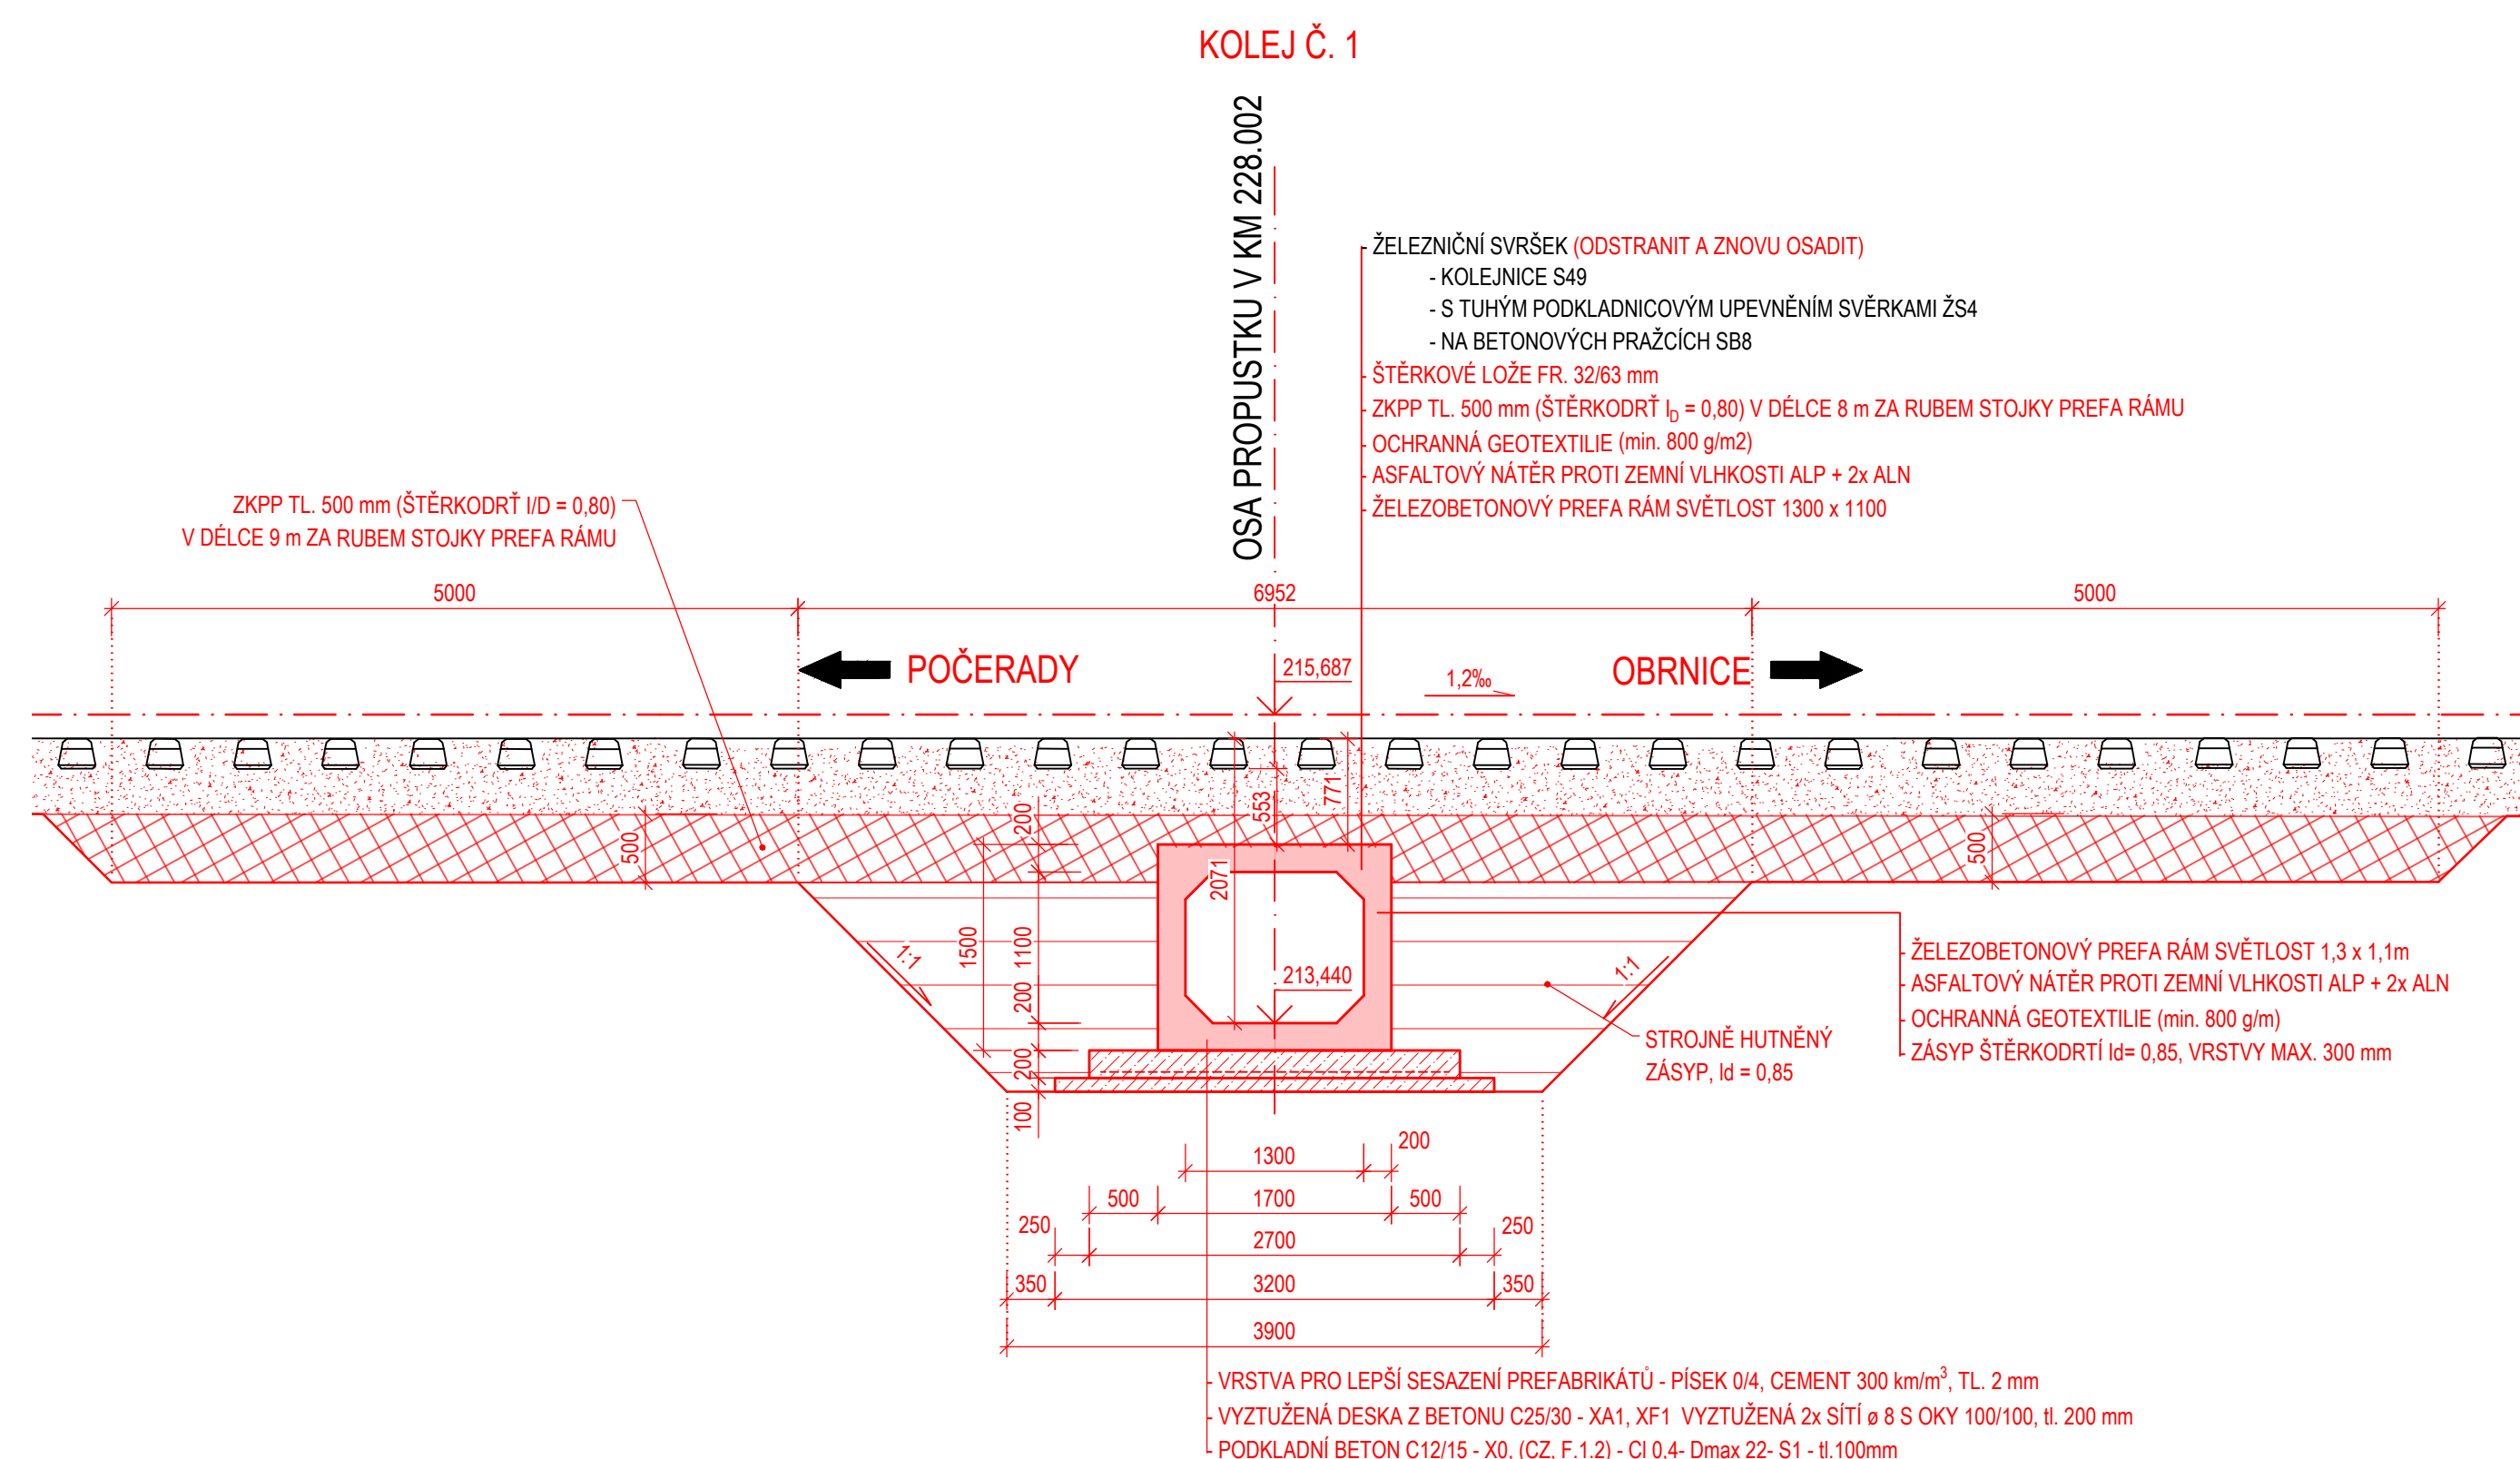 KOLEJ Č. 1
OSA PROPUSTKU V KM 228.002
ŽELEZNIČNÍ SVRŠEK (ODSTRANIT A ZNOVU OSADIT)
- KOLEJNICE S49
- S TUHÝM PODKLADNICOVÝM UPEVNĚNÍM SVĚRKAMI ŽS4
- NA BETONOVÝCH PRAŽCÍCH SB8
ŠTĚRKOVÉ LOŽE FR. 32/63 mm
ZKPP TL. 500 mm (ŠTĚRKODRŤ I_D = 0,80) V DÉLCE 8 m ZA RUBEM STOJKY PREFA RÁMU
OCHRANNÁ GEOTEXTILIE (min. 800 g/m2)
ASFALTOVÝ NÁTĚR PROTI ZEMNÍ VLHKOSTI ALP + 2x ALN
ŽELEZOBETONOVÝ PREFA RÁM SVĚTLOST 1300 x 1100
ZKPP TL. 500 mm (ŠTĚRKODRŤ I/D = 0,80)
V DÉLCE 9 m ZA RUBEM STOJKY PREFA RÁMU
5000
6952
5000
POČERADY
215,687
1,2‰
OBRNICE
553
771
200
500
500
2071
1500
1100
200
200
100
213,440
1:1
1:1
ŽELEZOBETONOVÝ PREFA RÁM SVĚTLOST 1,3 x 1,1m
ASFALTOVÝ NÁTĚR PROTI ZEMNÍ VLHKOSTI ALP + 2x ALN
OCHRANNÁ GEOTEXTILIE (min. 800 g/m)
ZÁSYP ŠTĚRKODRTÍ Id= 0,85, VRSTVY MAX. 300 mm
STROJNĚ HUTNĚNÝ
ZÁSYP, Id = 0,85
1300
200
500
1700
500
250
2700
250
350
3200
350
3900
- VRSTVA PRO LEPŠÍ SESAZENÍ PREFABRIKÁTŮ - PÍSEK 0/4, CEMENT 300 km/m³, TL. 2 mm
- VYZTUŽENÁ DESKA Z BETONU C25/30 - XA1, XF1 VYZTUŽENÁ 2x SÍTÍ ø 8 S OKY 100/100, tl. 200 mm
- PODKLADNÍ BETON C12/15 - X0, (CZ, F.1.2) - Cl 0,4- Dmax 22- S1 - tl.100mm